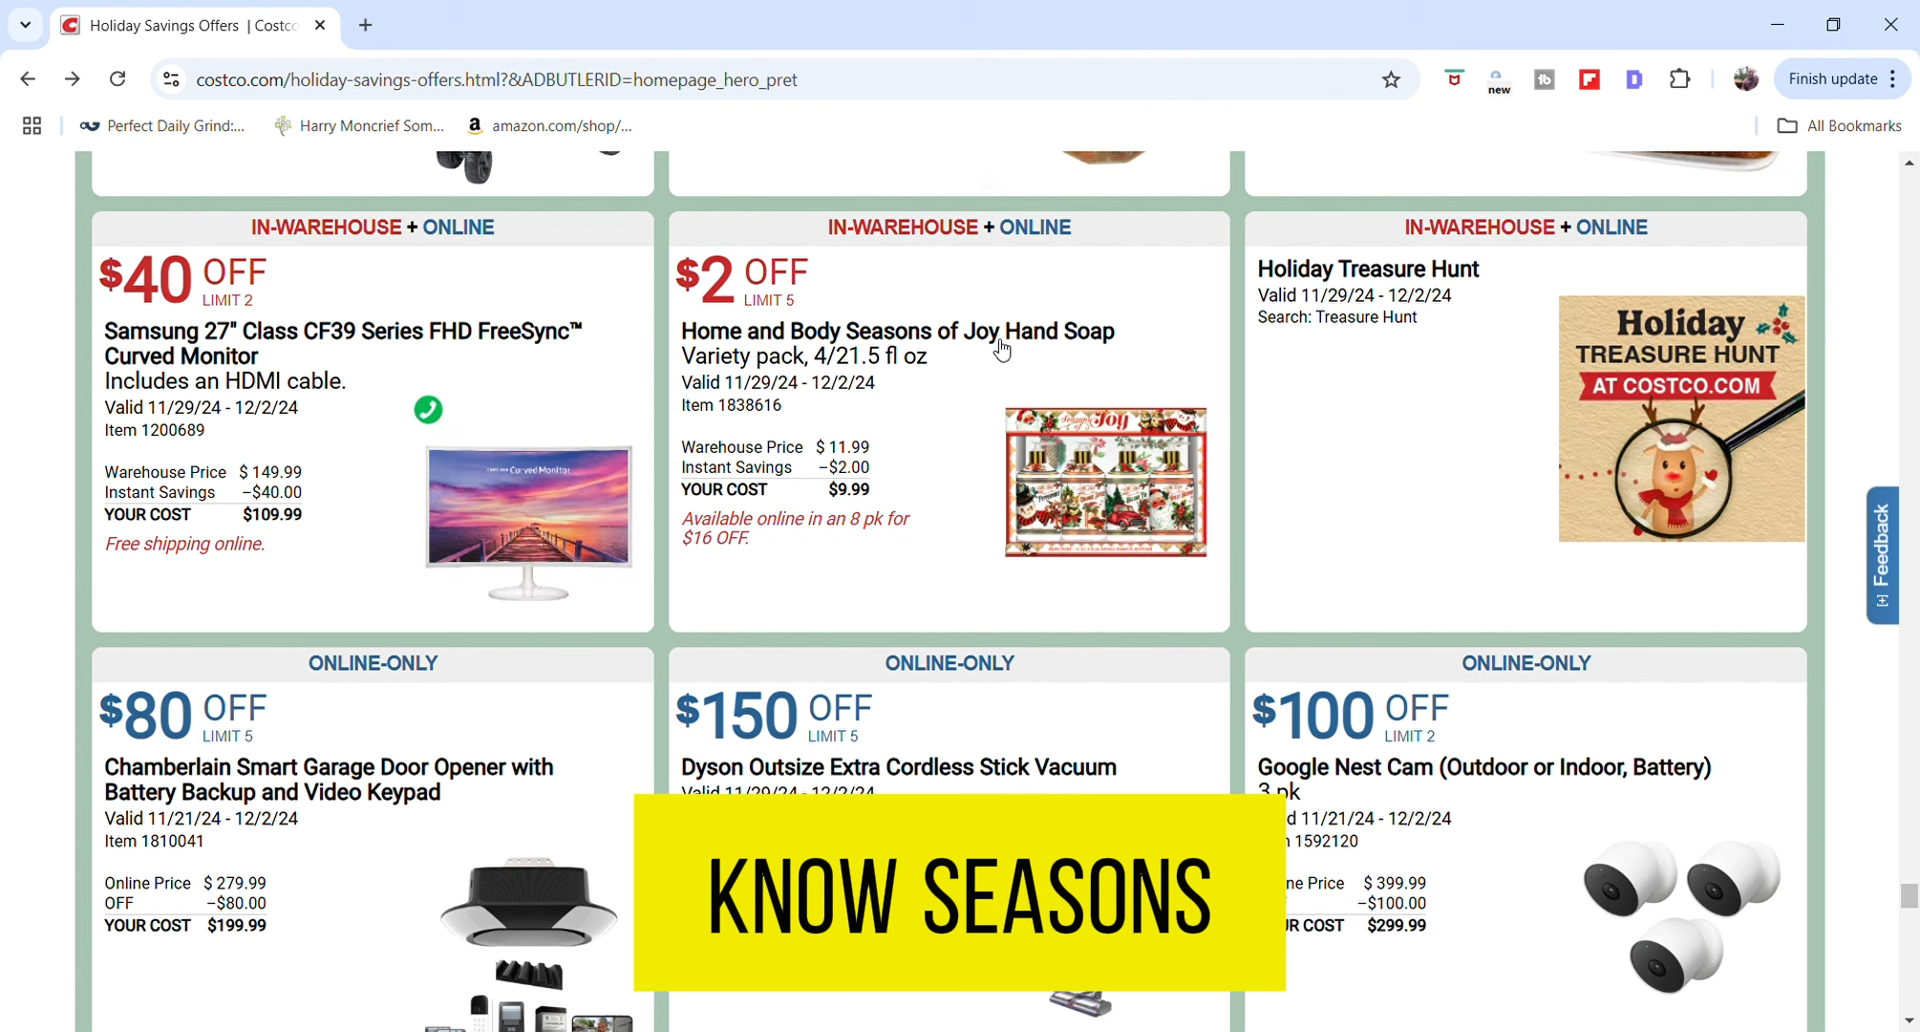 Holiday Savings Offers | Costco
costco.com/holiday-savings-offers.html?&ADBUTLERID=homepage_hero_pret
new
Finish update
Perfect Daily Grind:...
Harry Moncrief Som...
amazon.com/shop/...
All Bookmarks
IN-WAREHOUSE + ONLINE
$40 OFF
LIMIT 2
Samsung 27" Class CF39 Series FHD FreeSync™
Curved Monitor
Includes an HDMI cable.
Valid 11/29/24 - 12/2/24
Item 1200689
Warehouse Price $ 149.99
Instant Savings –$40.00
YOUR COST $109.99
Free shipping online.
Curved Monitor
IN-WAREHOUSE + ONLINE
$2 OFF
LIMIT 5
Home and Body Seasons of Joy Hand Soap
Variety pack, 4/21.5 fl oz
Valid 11/29/24 - 12/2/24
Item 1838616
Warehouse Price $ 11.99
Instant Savings –$2.00
YOUR COST $9.99
Available online in an 8 pk for
$16 OFF.
Joy
IN-WAREHOUSE + ONLINE
Holiday Treasure Hunt
Valid 11/29/24 - 12/2/24
Search: Treasure Hunt
Holiday
TREASURE HUNT
AT COSTCO.COM
[+] Feedback
ONLINE-ONLY
$80 OFF
LIMIT 5
Chamberlain Smart Garage Door Opener with
Battery Backup and Video Keypad
Valid 11/21/24 - 12/2/24
Item 1810041
Online Price $ 279.99
OFF –$80.00
YOUR COST $199.99
ONLINE-ONLY
$150 OFF
LIMIT 5
Dyson Outsize Extra Cordless Stick Vacuum
Valid 11/29/24 - 12/2/24
ONLINE-ONLY
$100 OFF
LIMIT 2
Google Nest Cam (Outdoor or Indoor, Battery)
3 pk
d 11/21/24 - 12/2/24
1592120
ne Price $ 399.99
–$100.00
UR COST $299.99
KNOW SEASONS